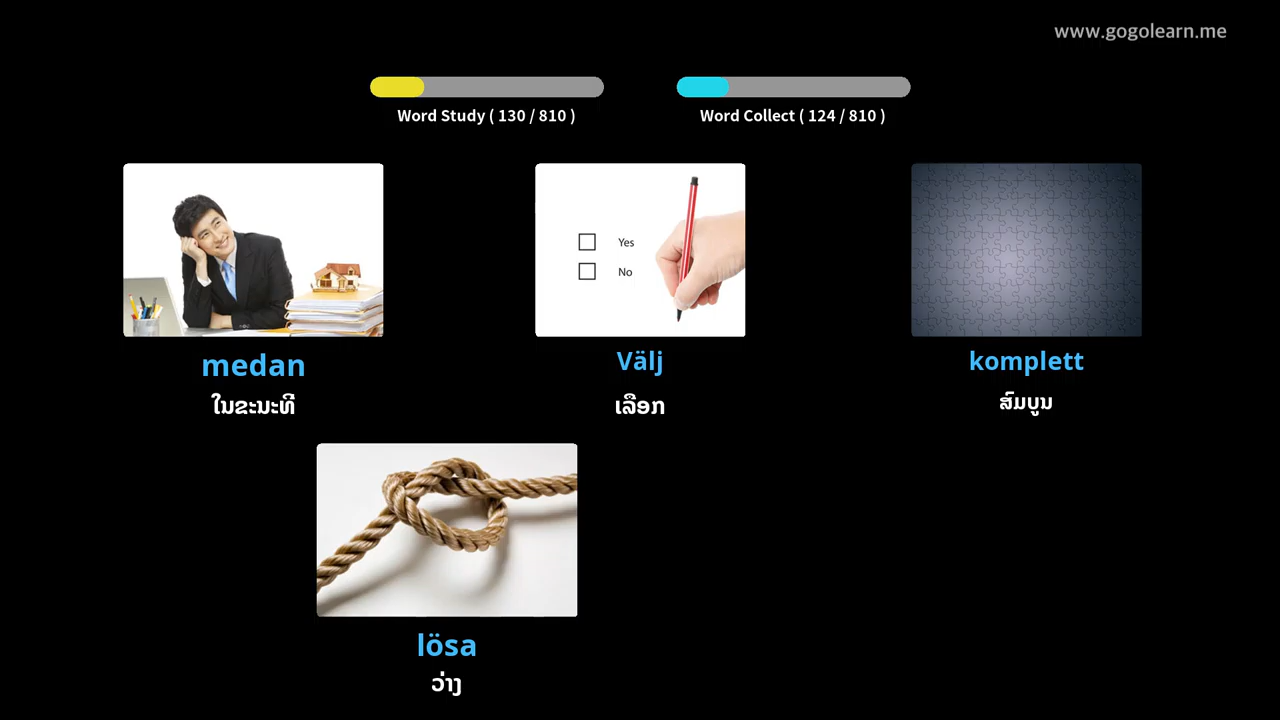 www.gogolearn.me
Word Study ( 130 / 810 )
Word Collect ( 124 / 810 )
Yes
No
medan
ໃນຂະນະທີ
Välj
ເລືອກ
komplett
ສົມບູນ
lösa
ວ່າງ